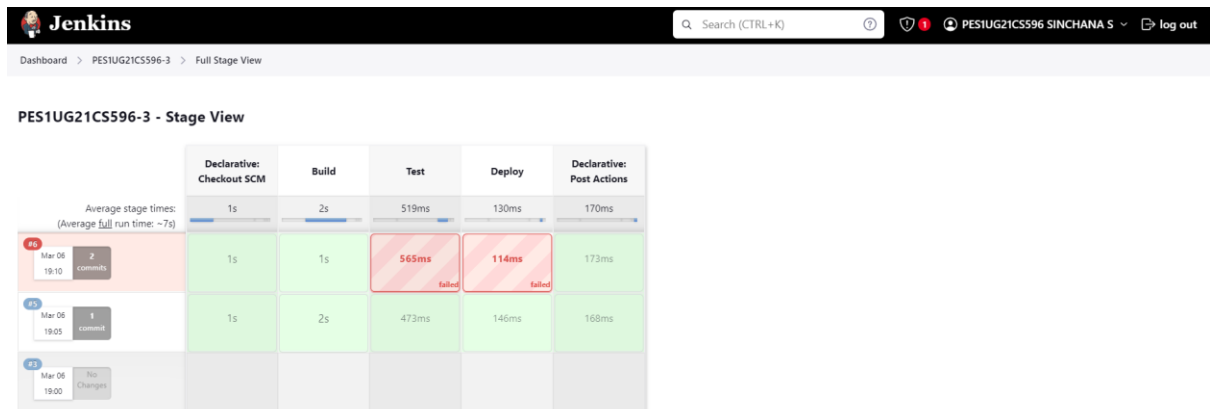 Jenkins
Search (CTRL+K)
1
PES1UG21CS596 SINCHANA S
log out
Dashboard > PES1UG21CS596-3 > Full Stage View
PES1UG21CS596-3 - Stage View
Declarative: Checkout SCM
Build
Test
Deploy
Declarative: Post Actions
Average stage times:
(Average full run time: ~7s)
1s
2s
519ms
130ms
170ms
#6
Mar 06
19:10
2
commits
1s
1s
565ms
failed
114ms
failed
173ms
#5
Mar 06
19:05
1
commit
1s
2s
473ms
146ms
168ms
#3
Mar 06
19:00
No
Changes